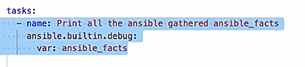 tasks:
- name: Print all the ansible gathered ansible_facts
ansible.builtin.debug:
var: ansible_facts